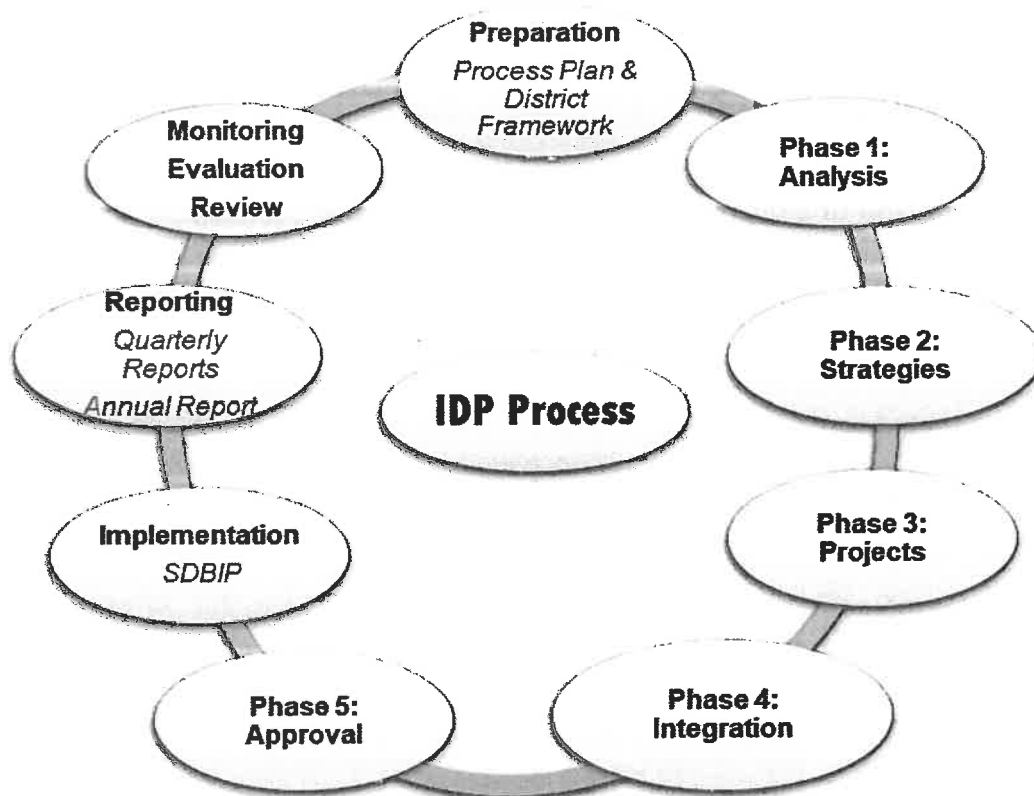 Preparation
Process Plan &
District
Framework
Phase 1:
Analysis
Phase 2:
Strategies
Phase 3:
Projects
Phase 4:
Integration
Phase 5:
Approval
Implementation
SDBIP
Reporting
Quarterly
Reports
Annual Report
Monitoring
Evaluation
Review
IDP Process